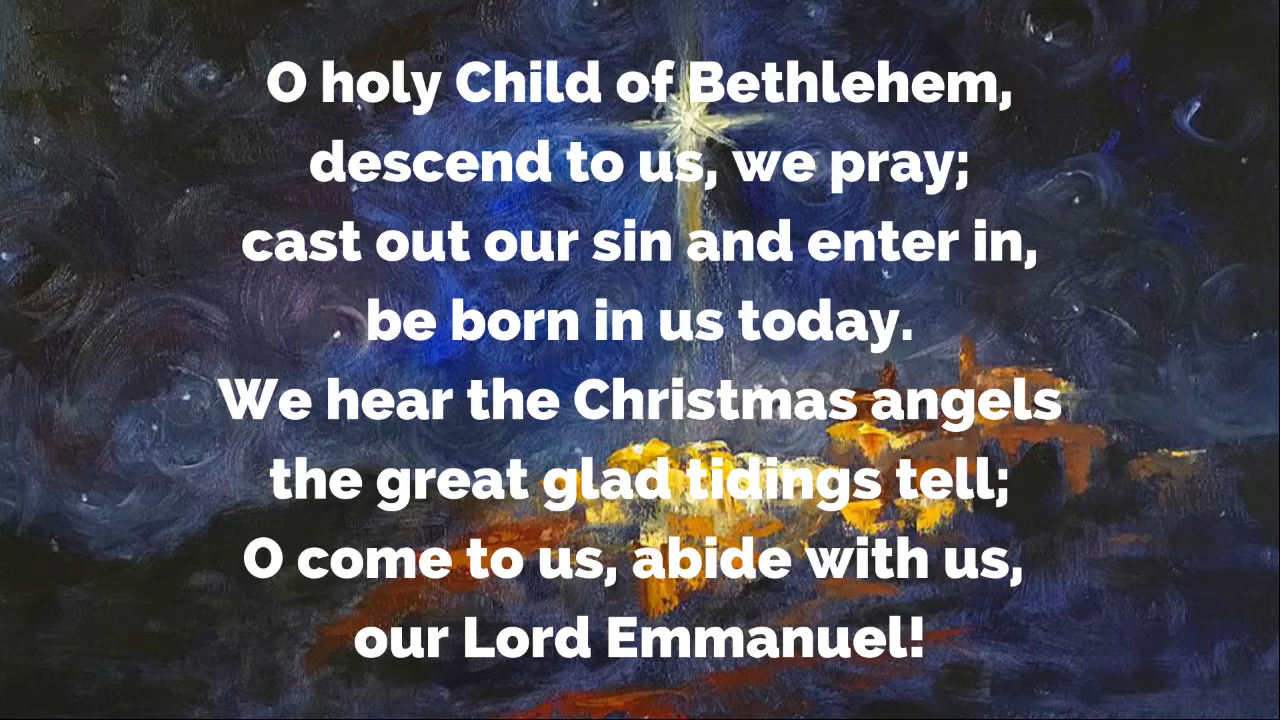 O holy Child of Bethlehem,
descend to us, we pray;
cast out our sin and enter in,
be born in us today.
We hear the Christmas angels
the great glad tidings tell;
O come to us, abide with us,
our Lord Emmanuel!